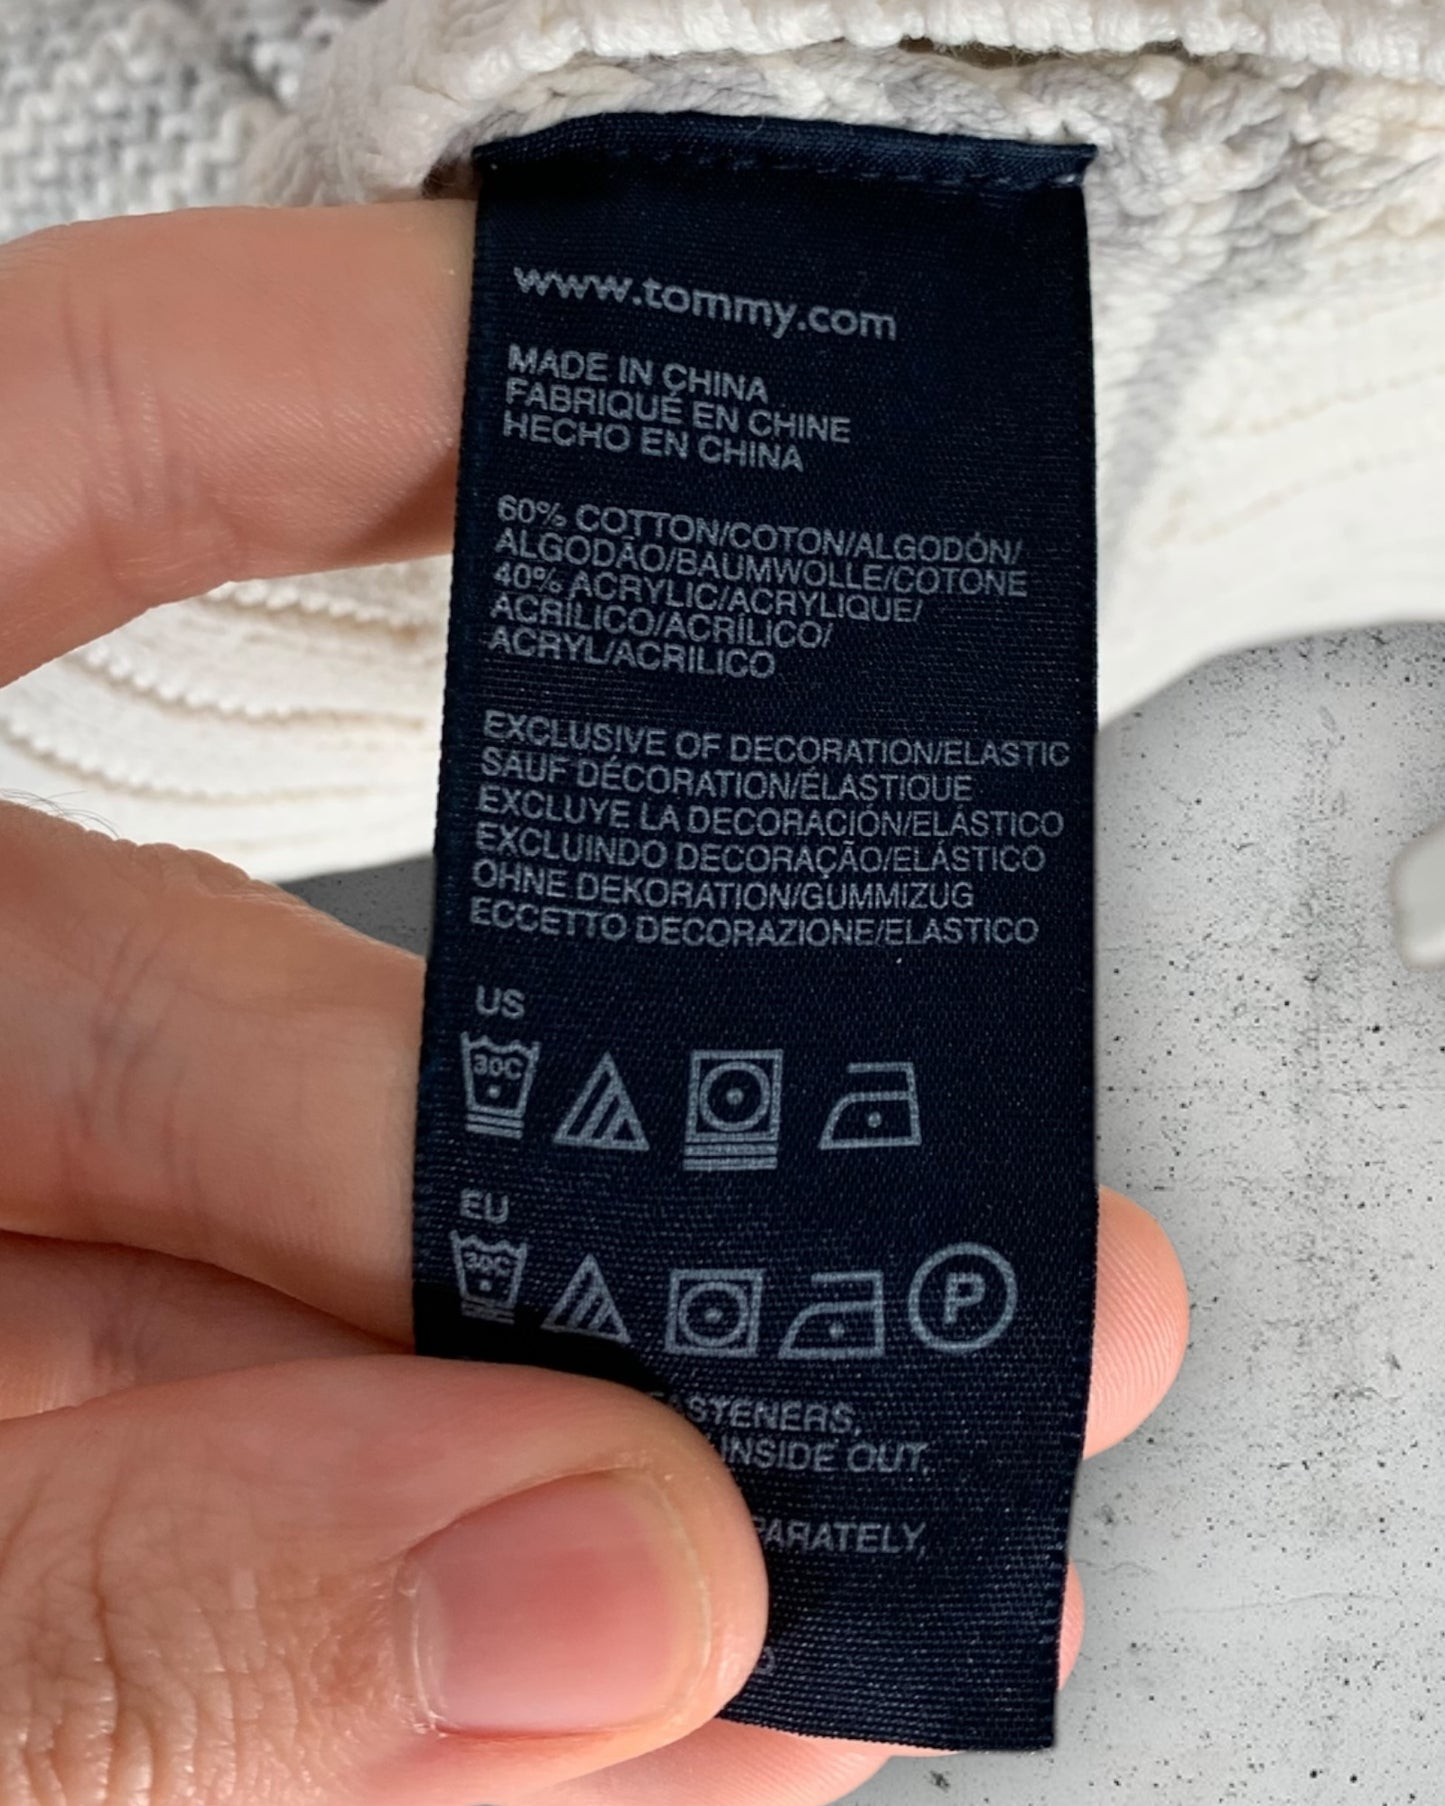 www.tommy.com
MADE IN CHINA
FABRIQUÉ EN CHINE
HECHO EN CHINA
60% COTTON/COTON/ALGODÓN/
ALGODÃO/BAUMWOLLE/COTONE
40% ACRYLIC/ACRYLIQUE/
ACRÍLICO/ACRÍLICO/
ACRYL/ACRILICO
EXCLUSIVE OF DECORATION/ELASTIC
SAUF DÉCORATION/ÉLASTIQUE
EXCLUYE LA DECORACIÓN/ELÁSTICO
EXCLUINDO DECORAÇÃO/ELÁSTICO
OHNE DEKORATION/GUMMIZUG
ECCETTO DECORAZIONE/ELASTICO
US
30C
EU
30C
P
INSIDE OUT,